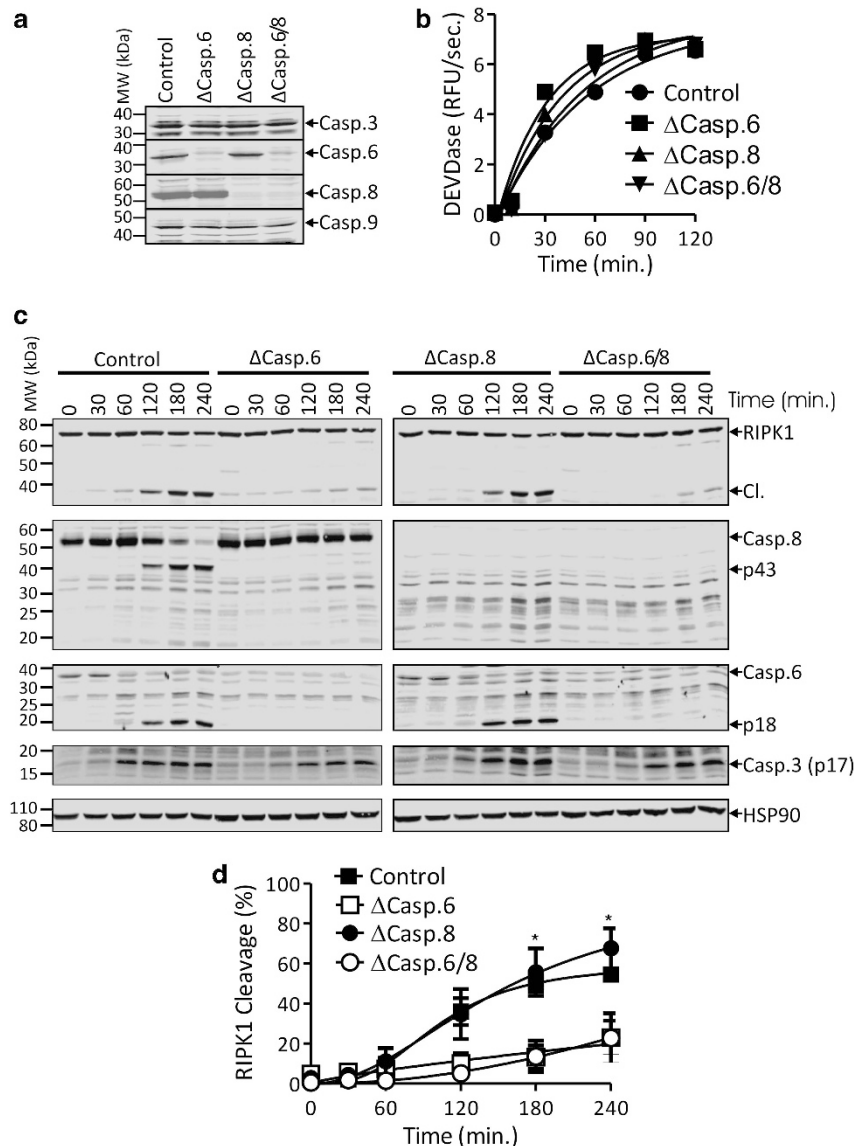 a
MW (kDa)
Control
ΔCasp.6
ΔCasp.8
ΔCasp.6/8
40
30
Casp.3
40
30
Casp.6
60
50
Casp.8
50
40
Casp.9
b
DEVDase (RFU/sec.)
8
6
4
2
0
0 30 60 90 120
Time (min.)
Control
ΔCasp.6
ΔCasp.8
ΔCasp.6/8
c
MW (kDa)
Control ΔCasp.6 ΔCasp.8 ΔCasp.6/8
0 30 60 120 180 240 0 30 60 120 180 240 0 30 60 120 180 240 0 30 60 120 180 240 Time (min.)
80
60
50
40
RIPK1
Cl.
60
50
40
30
25
20
Casp.8
p43
40
30
25
20
Casp.6
p18
20
15
Casp.3 (p17)
110
80
HSP90
d
RIPK1 Cleavage (%)
100
80
60
40
20
0
Control
ΔCasp.6
ΔCasp.8
ΔCasp.6/8
* *
0 60 120 180 240
Time (min.)